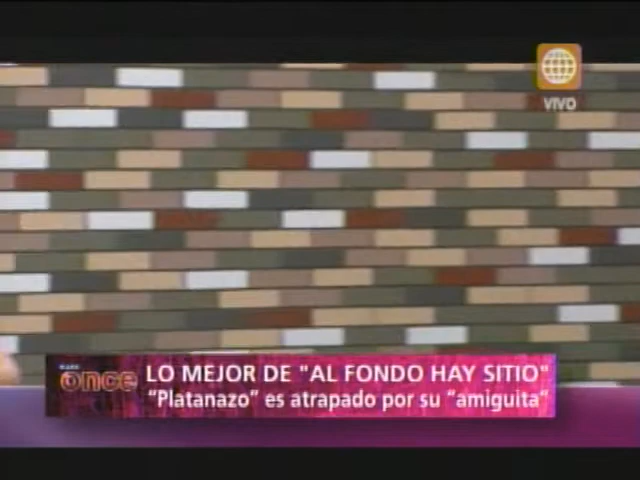 VIVO
once
LO MEJOR DE "AL FONDO HAY SITIO"
"Platanazo" es atrapado por su "amiguita"